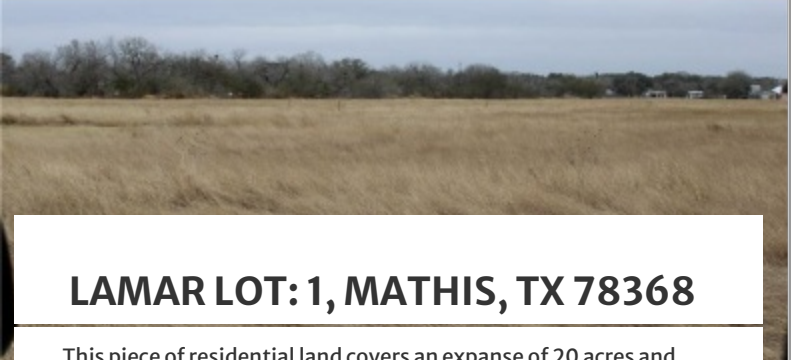 LAMAR LOT: 1, MATHIS, TX 78368
This piece of residential land covers an expanse of 20 acres and